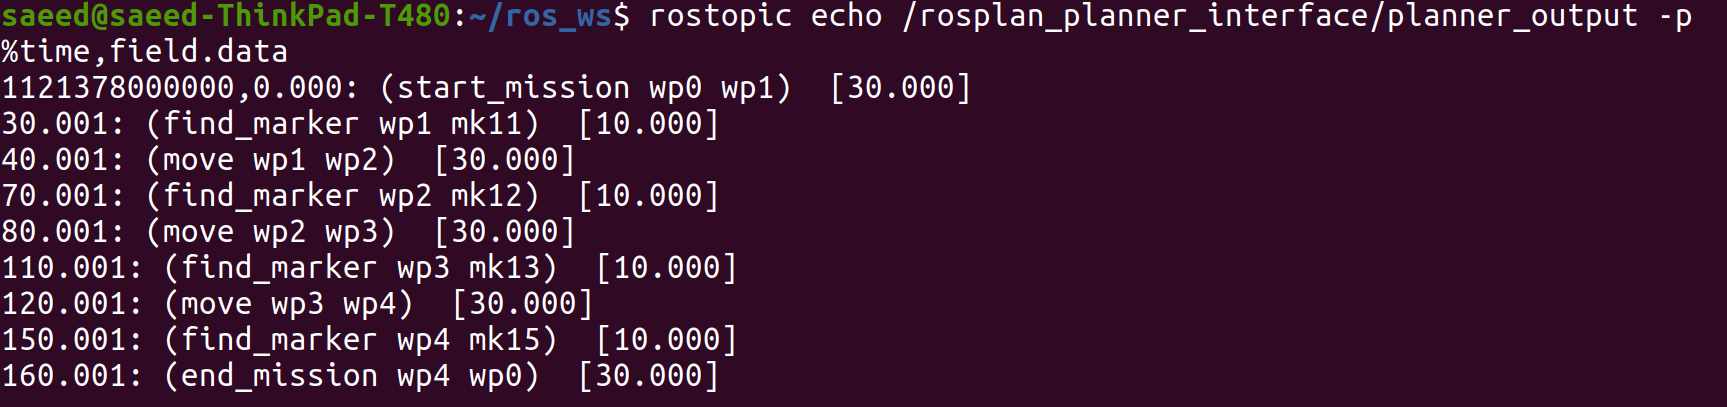 saeed@saeed-ThinkPad-T480:~/ros_ws$ rostopic echo /rosplan_planner_interface/planner_output -p
%time,field.data
1121378000000,0.000: (start_mission wp0 wp1)  [30.000]
30.001: (find_marker wp1 mk11)  [10.000]
40.001: (move wp1 wp2)  [30.000]
70.001: (find_marker wp2 mk12)  [10.000]
80.001: (move wp2 wp3)  [30.000]
110.001: (find_marker wp3 mk13)  [10.000]
120.001: (move wp3 wp4)  [30.000]
150.001: (find_marker wp4 mk15)  [10.000]
160.001: (end_mission wp4 wp0)  [30.000]